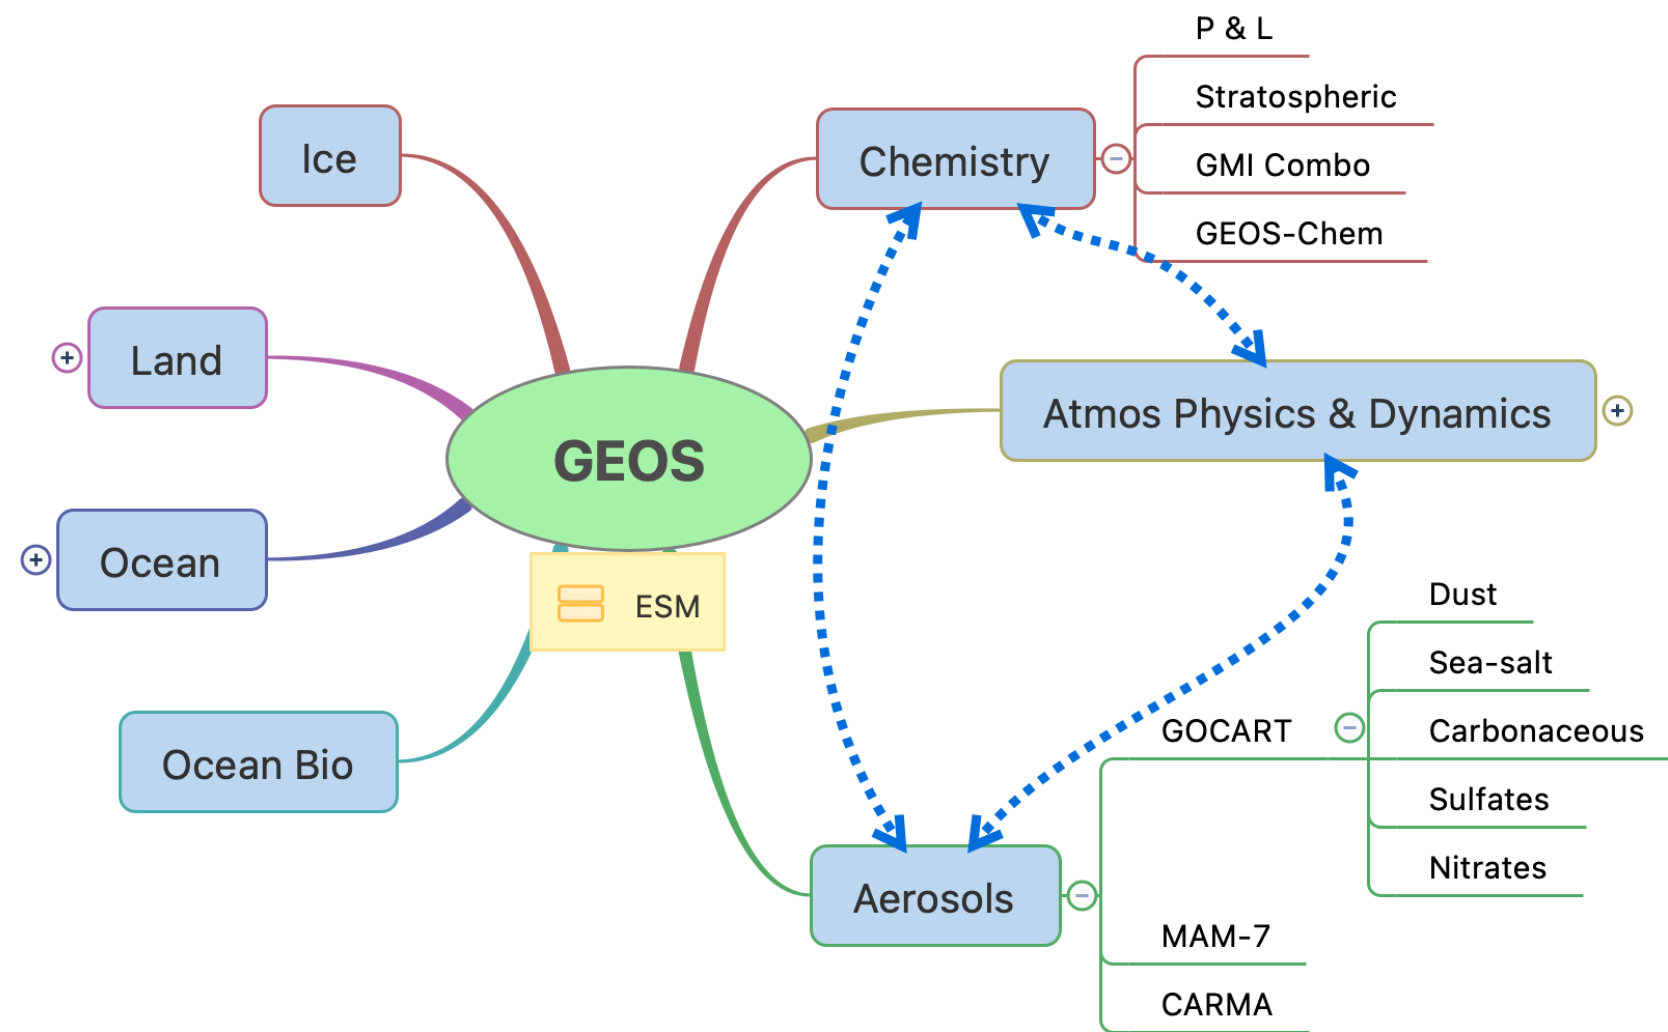 P & L
Stratospheric
GMI Combo
GEOS-Chem
Chemistry
Ice
Land
Atmos Physics & Dynamics
GEOS
Ocean
ESM
Ocean Bio
Dust
Sea-salt
GOCART
Carbonaceous
Sulfates
Nitrates
Aerosols
MAM-7
CARMA